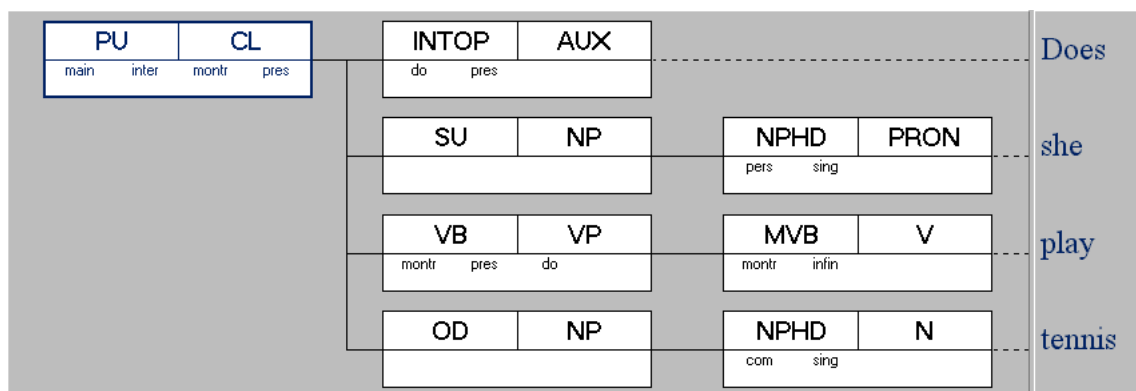 PU CL INTOP AUX Does
main inter montr pres do pres
SU NP NPHD PRON she
pers sing
VB VP MVB V play
montr pres do montr infin
OD NP NPHD N tennis
com sing